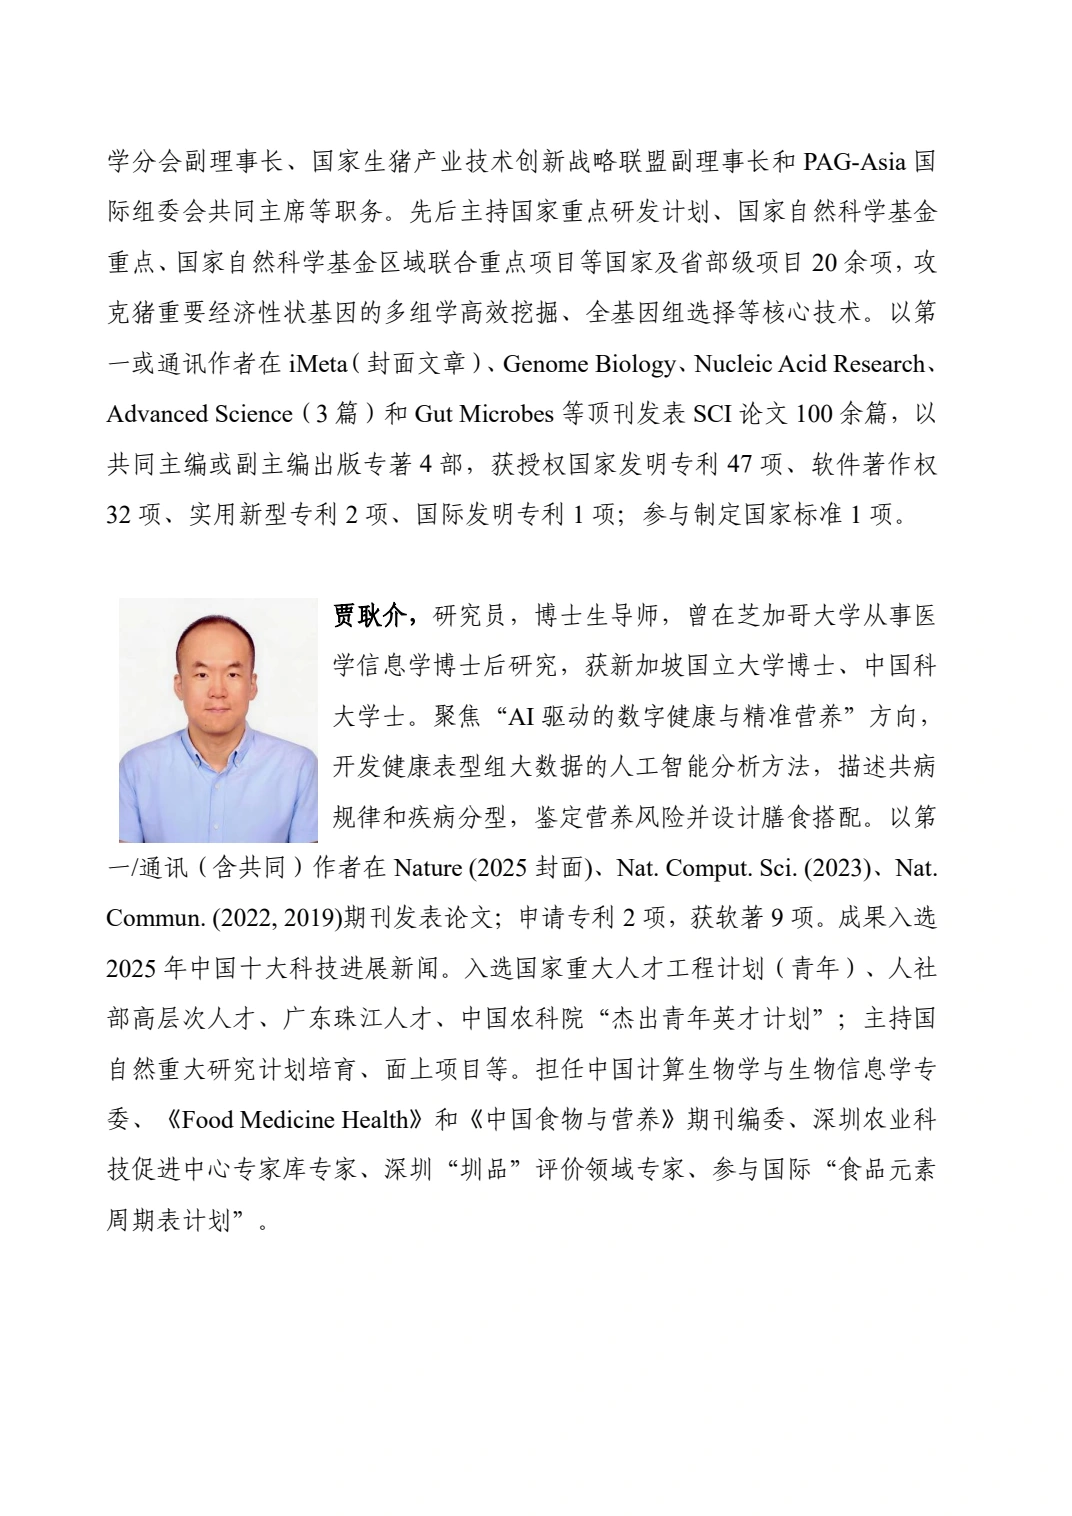 学分会副理事长、国家生猪产业技术创新战略联盟副理事长和 PAG-Asia 国
际组委会共同主席等职务。先后主持国家重点研发计划、国家自然科学基金
重点、国家自然科学基金区域联合重点项目等国家及省部级项目 20 余项，攻
克猪重要经济性状基因的多组学高效挖掘、全基因组选择等核心技术。以第
一或通讯作者在 iMeta（封面文章）、Genome Biology、Nucleic Acid Research、
Advanced Science（3 篇）和 Gut Microbes 等顶刊发表 SCI 论文 100 余篇，以
共同主编或副主编出版专著 4 部，获授权国家发明专利 47 项、软件著作权
32 项、实用新型专利 2 项、国际发明专利 1 项；参与制定国家标准 1 项。
贾耿介，研究员，博士生导师，曾在芝加哥大学从事医
学信息学博士后研究，获新加坡国立大学博士、中国科
大学士。聚焦“AI 驱动的数字健康与精准营养”方向，
开发健康表型组大数据的人工智能分析方法，描述共病
规律和疾病分型，鉴定营养风险并设计膳食搭配。以第
一/通讯（含共同）作者在 Nature (2025 封面)、Nat. Comput. Sci. (2023)、Nat.
Commun. (2022, 2019)期刊发表论文；申请专利 2 项，获软著 9 项。成果入选
2025 年中国十大科技进展新闻。入选国家重大人才工程计划（青年）、人社
部高层次人才、广东珠江人才、中国农科院“杰出青年英才计划”；主持国
自然重大研究计划培育、面上项目等。担任中国计算生物学与生物信息学专
委、《Food Medicine Health》和《中国食物与营养》期刊编委、深圳农业科
技促进中心专家库专家、深圳“圳品”评价领域专家、参与国际“食品元素
周期表计划”。